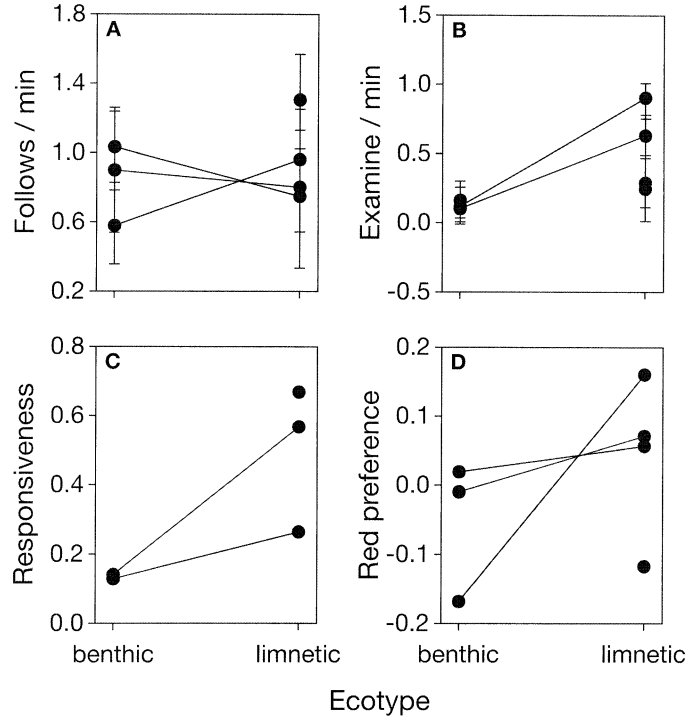 A
Follows / min
1.8
1.4
1.0
0.6
0.2
B
Examine / min
1.5
1.0
0.5
0.0
-0.5
C
Responsiveness
0.8
0.6
0.4
0.2
0.0
benthic
limnetic
D
Red preference
0.2
0.1
0.0
-0.1
-0.2
benthic
limnetic
Ecotype